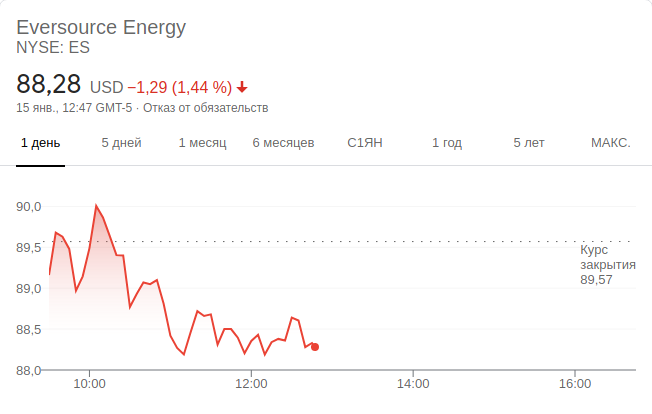 Eversource Energy
NYSE: ES
88,28 USD −1,29 (1,44 %)
15 янв., 12:47 GMT-5 · Отказ от обязательств
1 день 5 дней 1 месяц 6 месяцев С1ЯН 1 год 5 лет МАКС.
90,0
89,5
Курс
закрытия
89,57
89,0
88,5
88,0
10:00 12:00 14:00 16:00